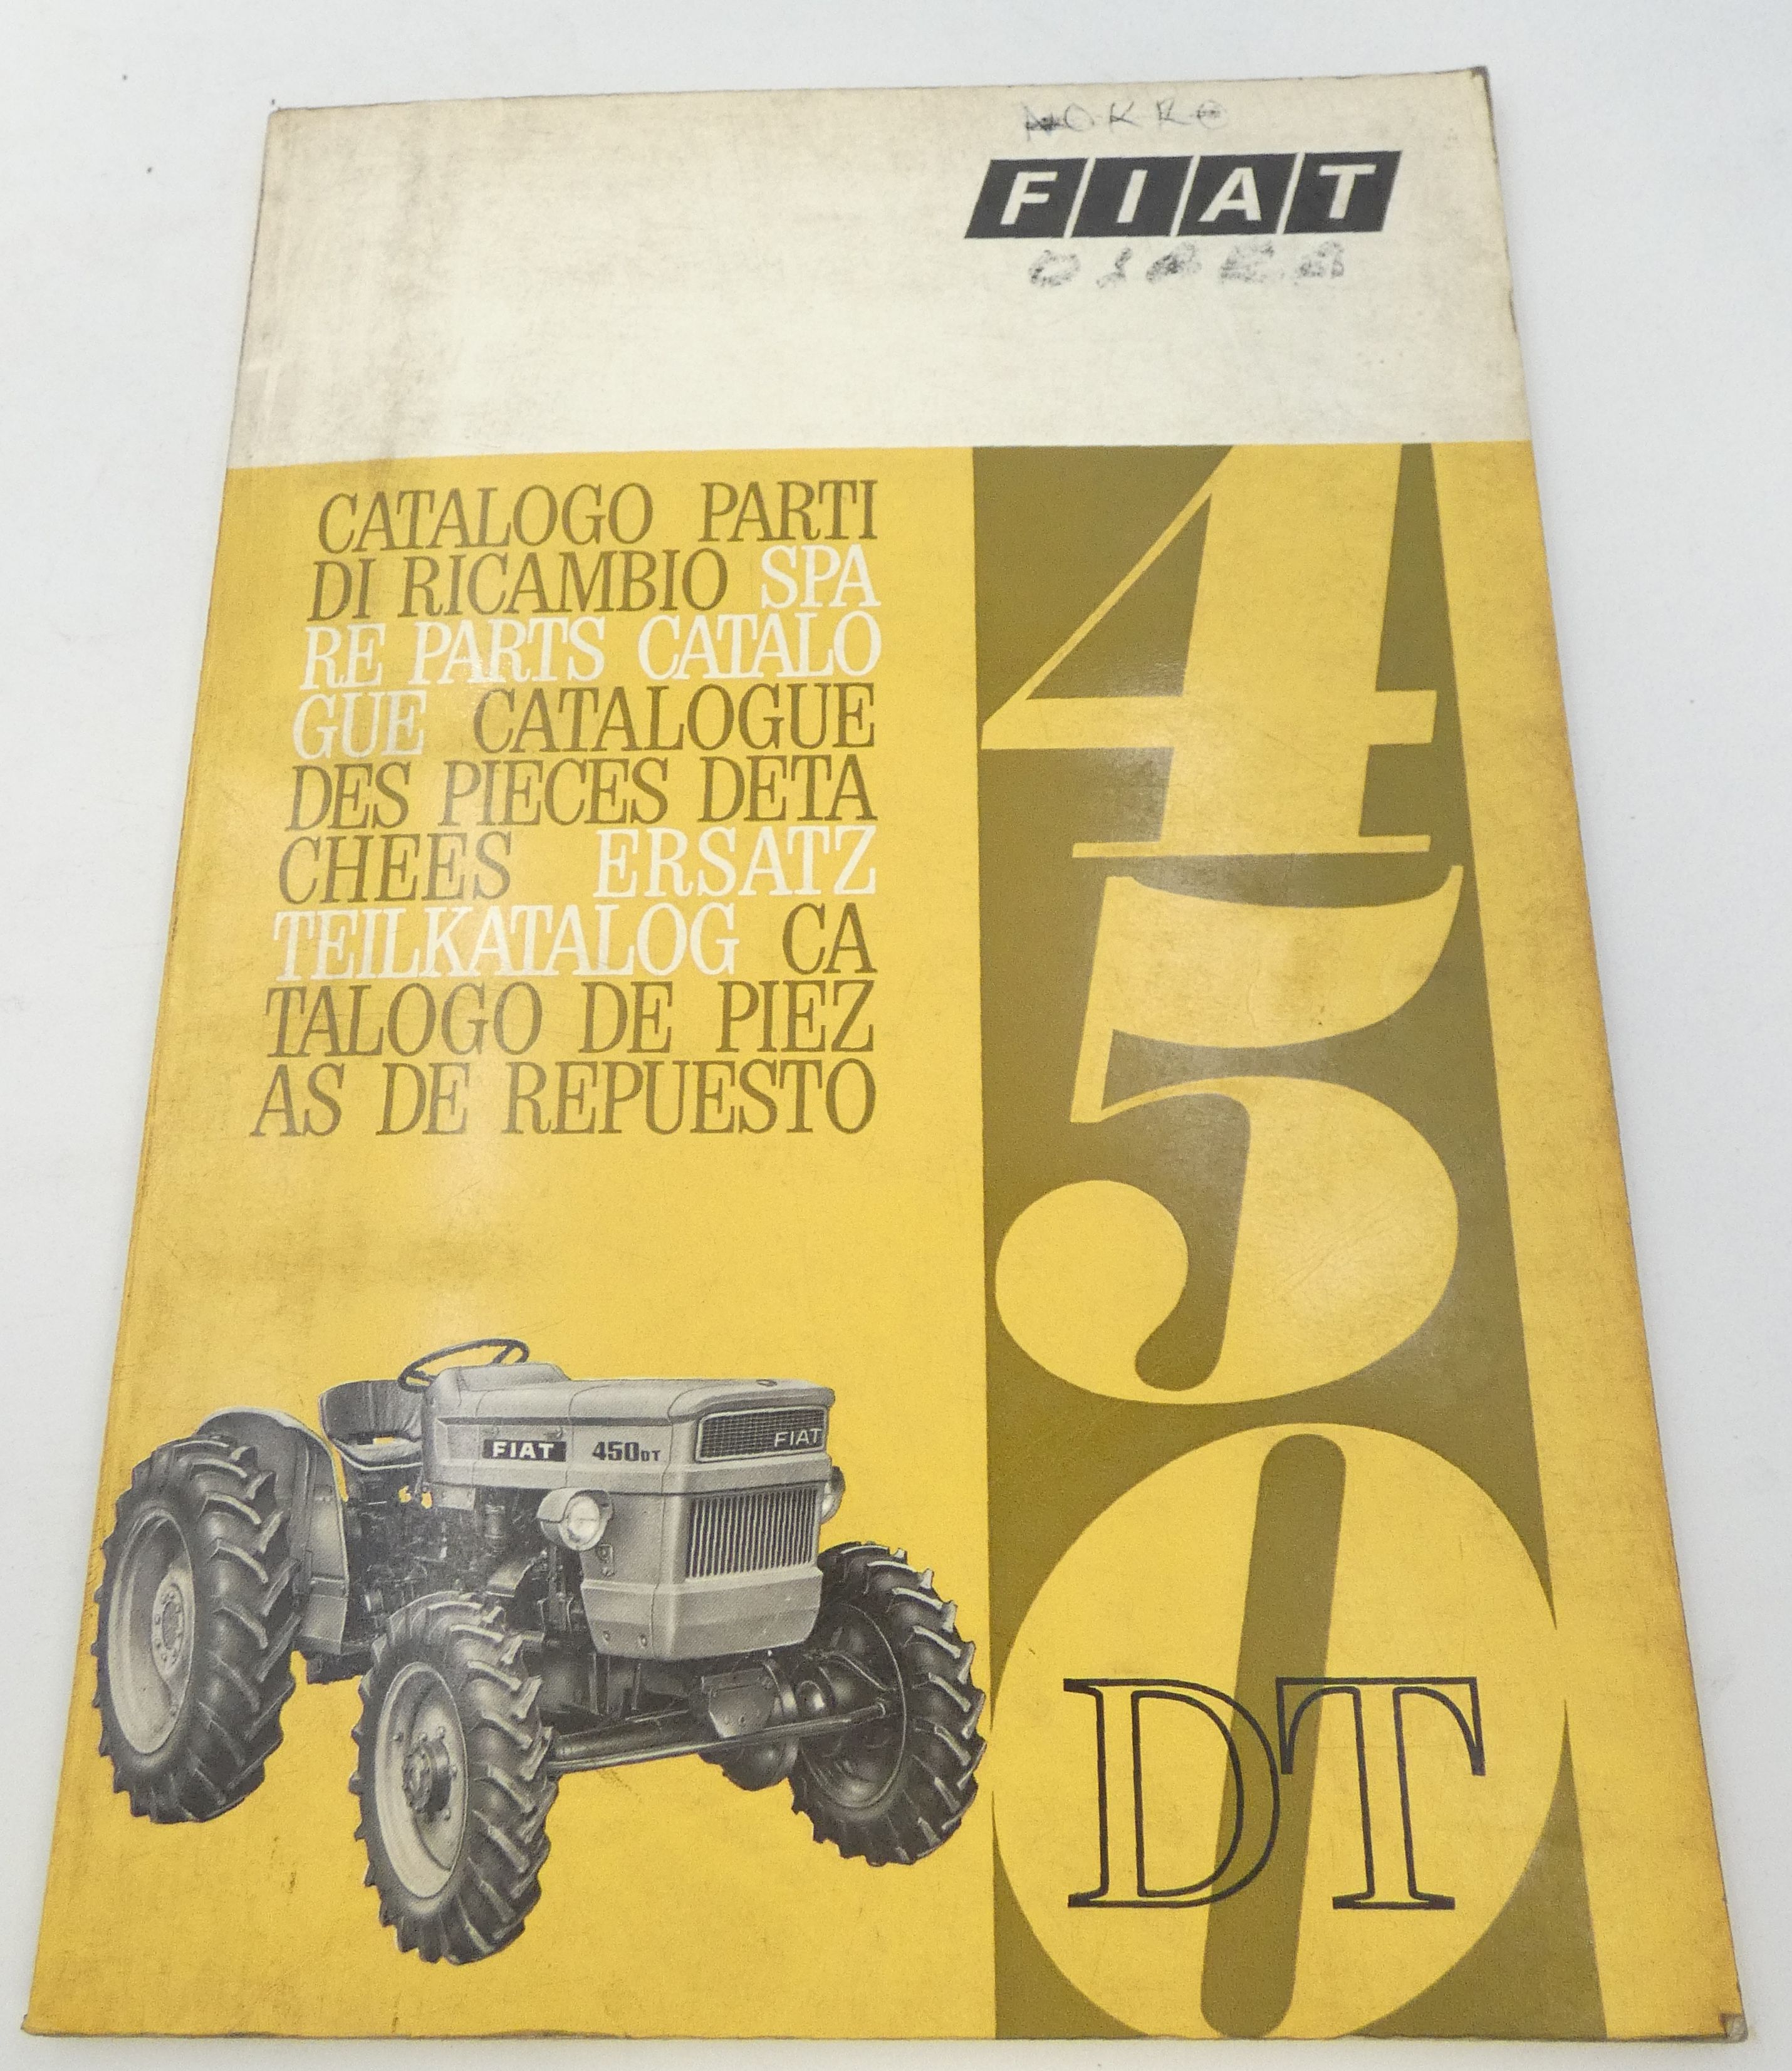 FIAT
CATALOGO PARTI
DI RICAMBIO SPA
RE PARTS CATALO
GUE CATALOGUE
DES PIECES DETA
CHEES ERSATZ
TEILKATALOG CA
TALOGO DE PIEZ
AS DE REPUESTO
450
DT
FIAT 450DT FIAT